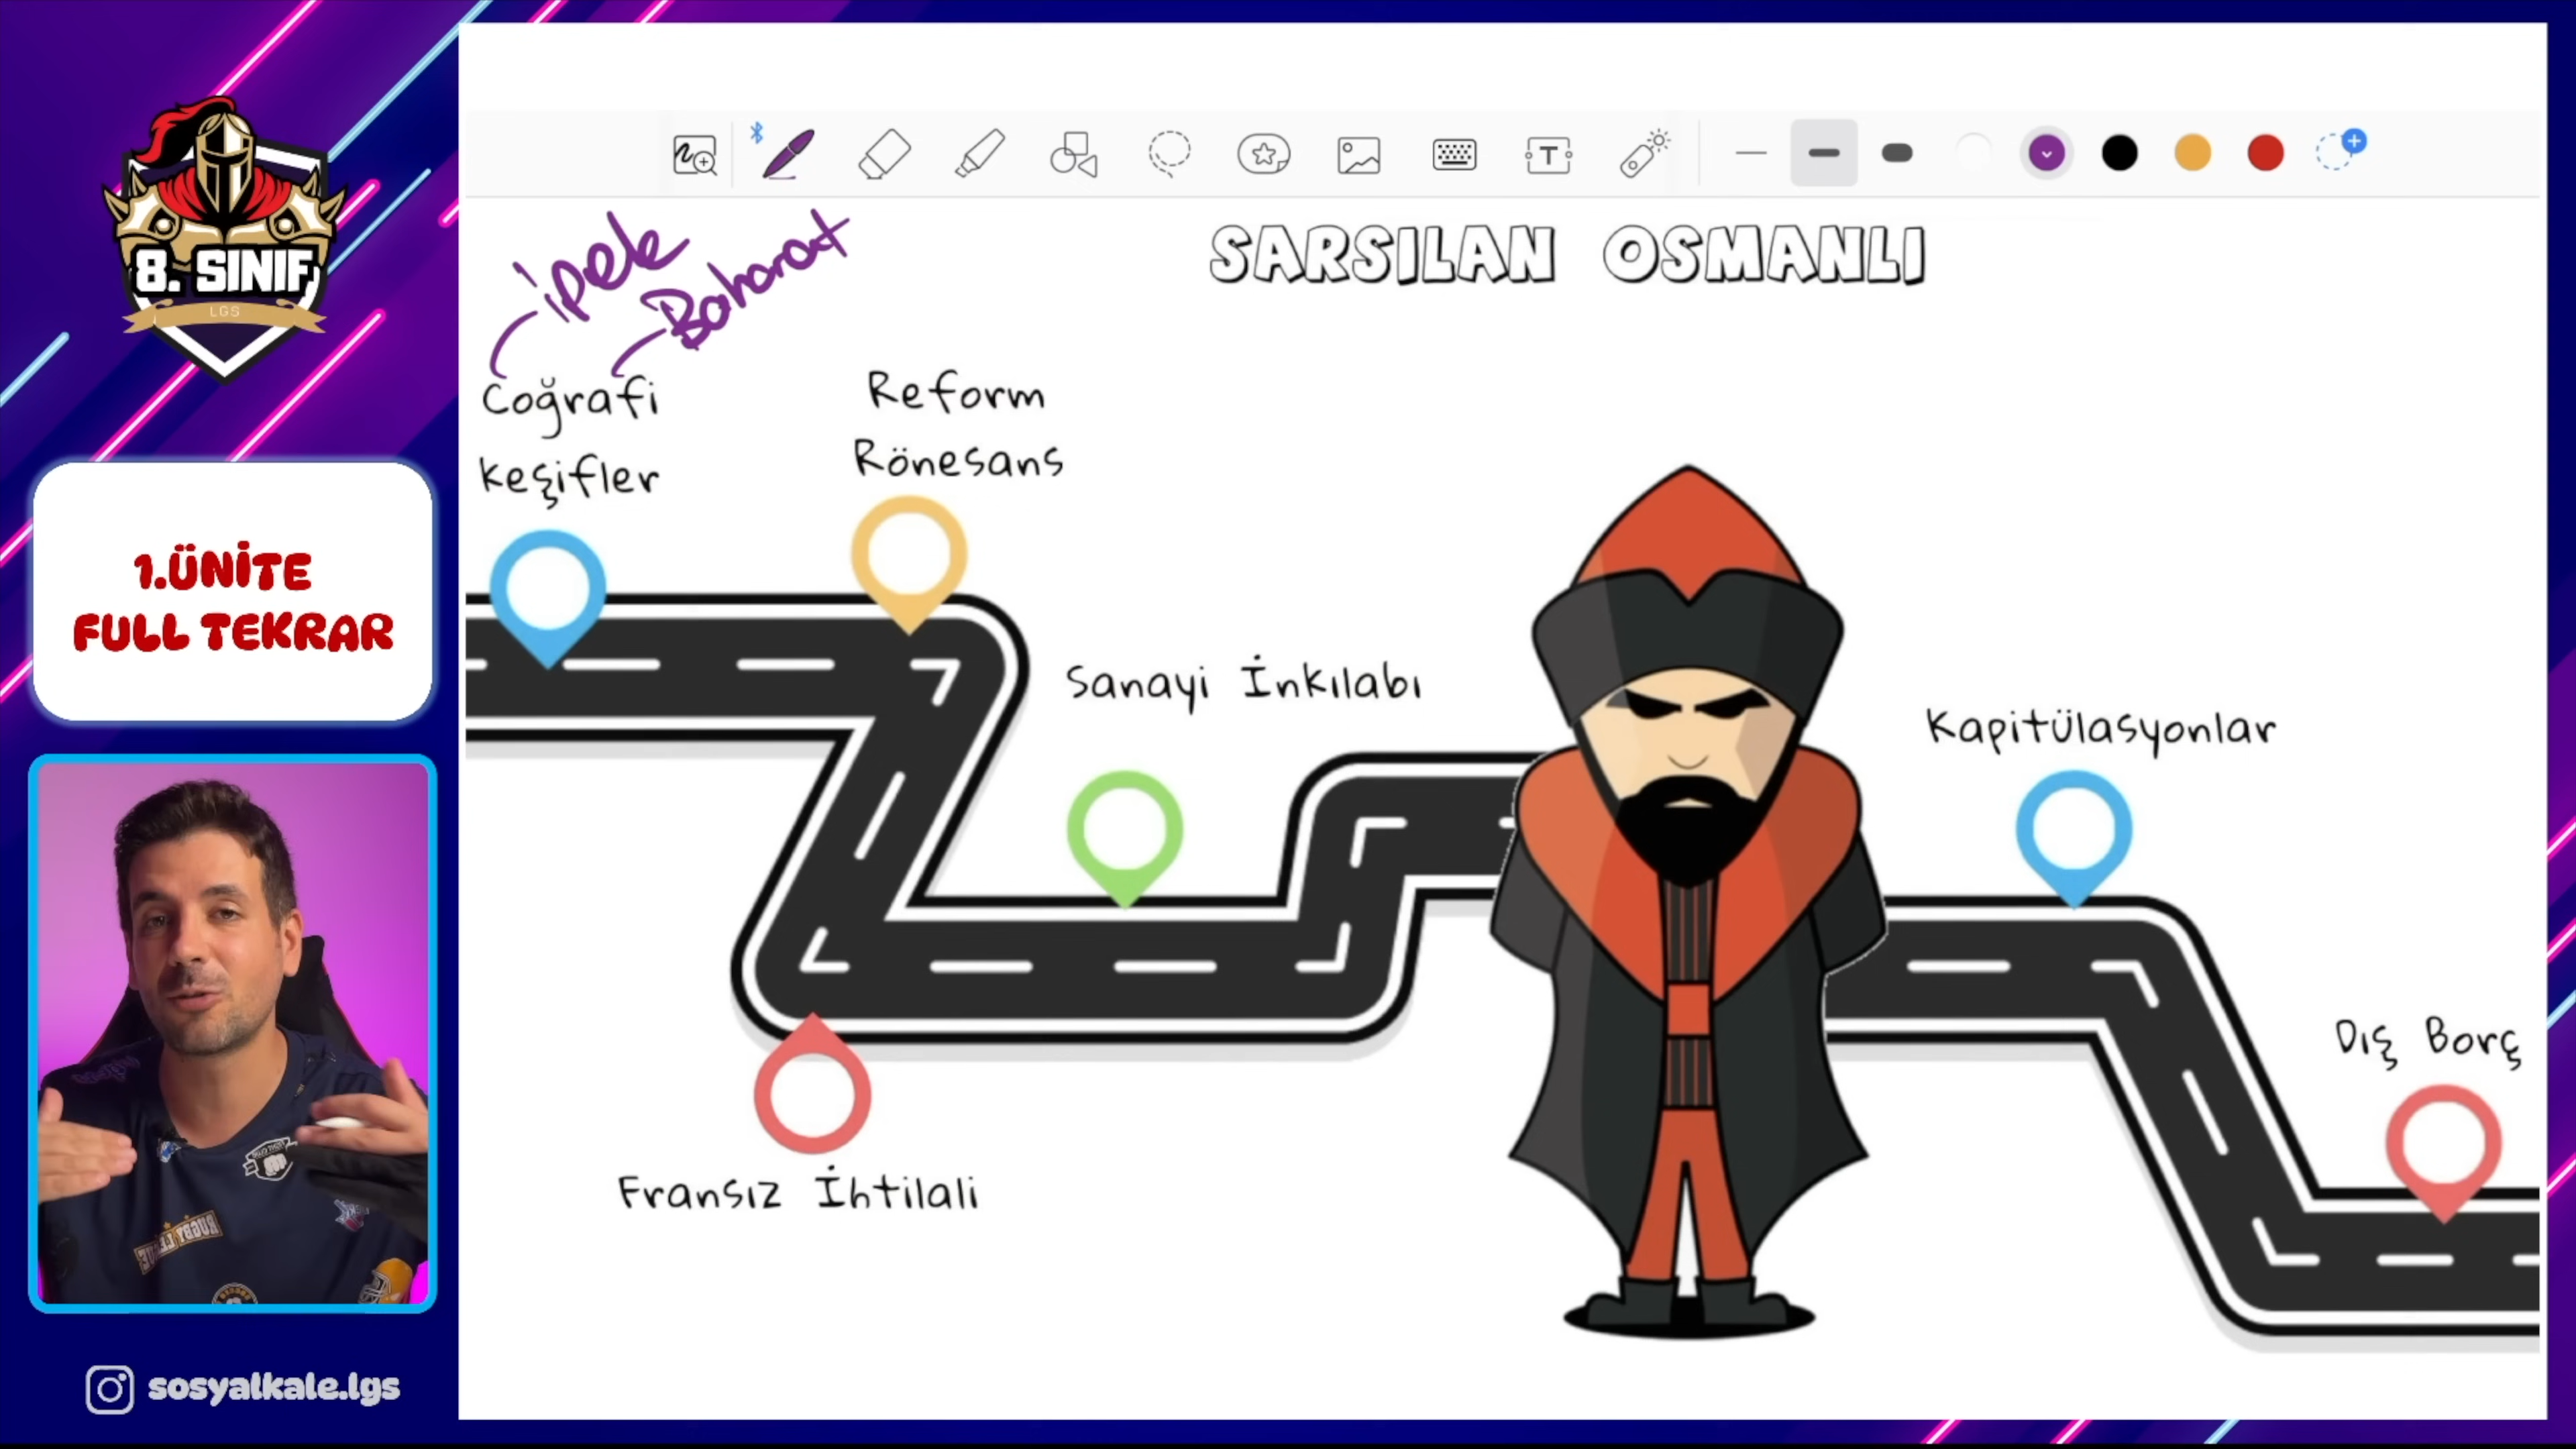 8. SINIF
LGS
1.ÜNİTE
FULL TEKRAR
sosyalkale.lgs
SARSILAN OSMANLI
ipek
Baharat
Coğrafi
keşifler
Reform
Rönesans
Sanayi İnkılabı
Fransız İhtilali
Kapitülasyonlar
Dış Borç